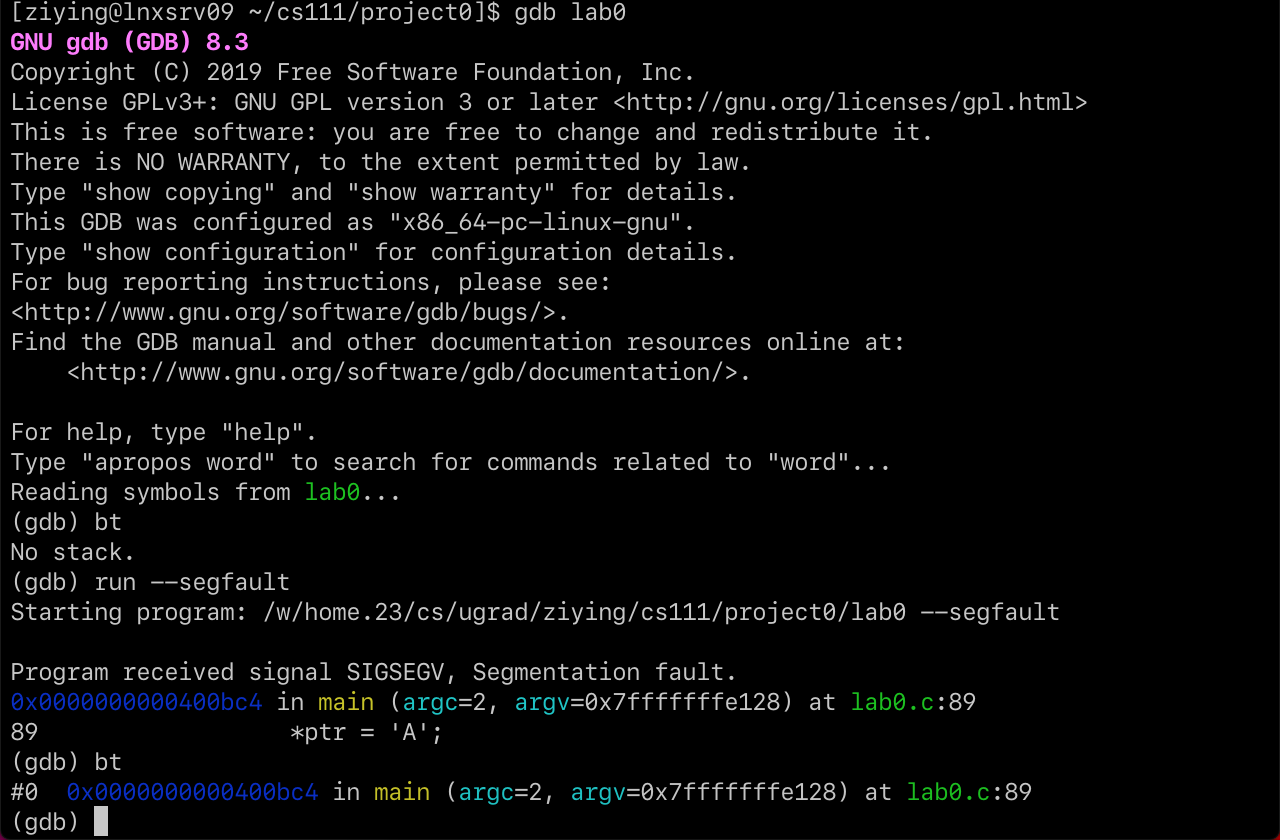 [ziying@lnxsrv09 ~/cs111/project0]$ gdb lab0
GNU gdb (GDB) 8.3
Copyright (C) 2019 Free Software Foundation, Inc.
License GPLv3+: GNU GPL version 3 or later <http://gnu.org/licenses/gpl.html>
This is free software: you are free to change and redistribute it.
There is NO WARRANTY, to the extent permitted by law.
Type "show copying" and "show warranty" for details.
This GDB was configured as "x86_64-pc-linux-gnu".
Type "show configuration" for configuration details.
For bug reporting instructions, please see:
<http://www.gnu.org/software/gdb/bugs/>.
Find the GDB manual and other documentation resources online at:
    <http://www.gnu.org/software/gdb/documentation/>.

For help, type "help".
Type "apropos word" to search for commands related to "word"...
Reading symbols from lab0...
(gdb) bt
No stack.
(gdb) run --segfault
Starting program: /w/home.23/cs/ugrad/ziying/cs111/project0/lab0 --segfault

Program received signal SIGSEGV, Segmentation fault.
0x0000000000400bc4 in main (argc=2, argv=0x7fffffffe128) at lab0.c:89
89                  *ptr = 'A';
(gdb) bt
#0  0x0000000000400bc4 in main (argc=2, argv=0x7fffffffe128) at lab0.c:89
(gdb)